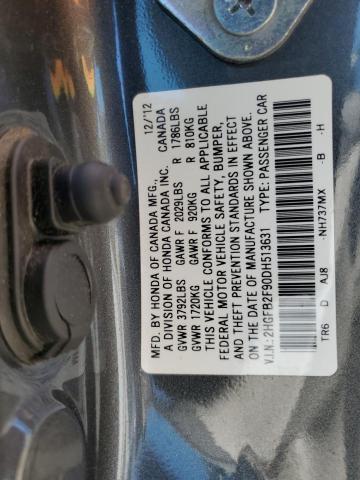 MFD. BY HONDA OF CANADA MFG., 12/'12
A DIVISION OF HONDA CANADA INC. CANADA
GVWR 3792LBS GAWR F 2029LBS R 1786LBS
GVWR 1720KG GAWR F 920KG R 810KG
THIS VEHICLE CONFORMS TO ALL APPLICABLE
FEDERAL MOTOR VEHICLE SAFETY, BUMPER,
AND THEFT PREVENTION STANDARDS IN EFFECT
ON THE DATE OF MANUFACTURE SHOWN ABOVE.
V.I.N.: 2HGFB2F90DH513631 TYPE: PASSENGER CAR
TR6 D AJ8 -NH737MX -B -H